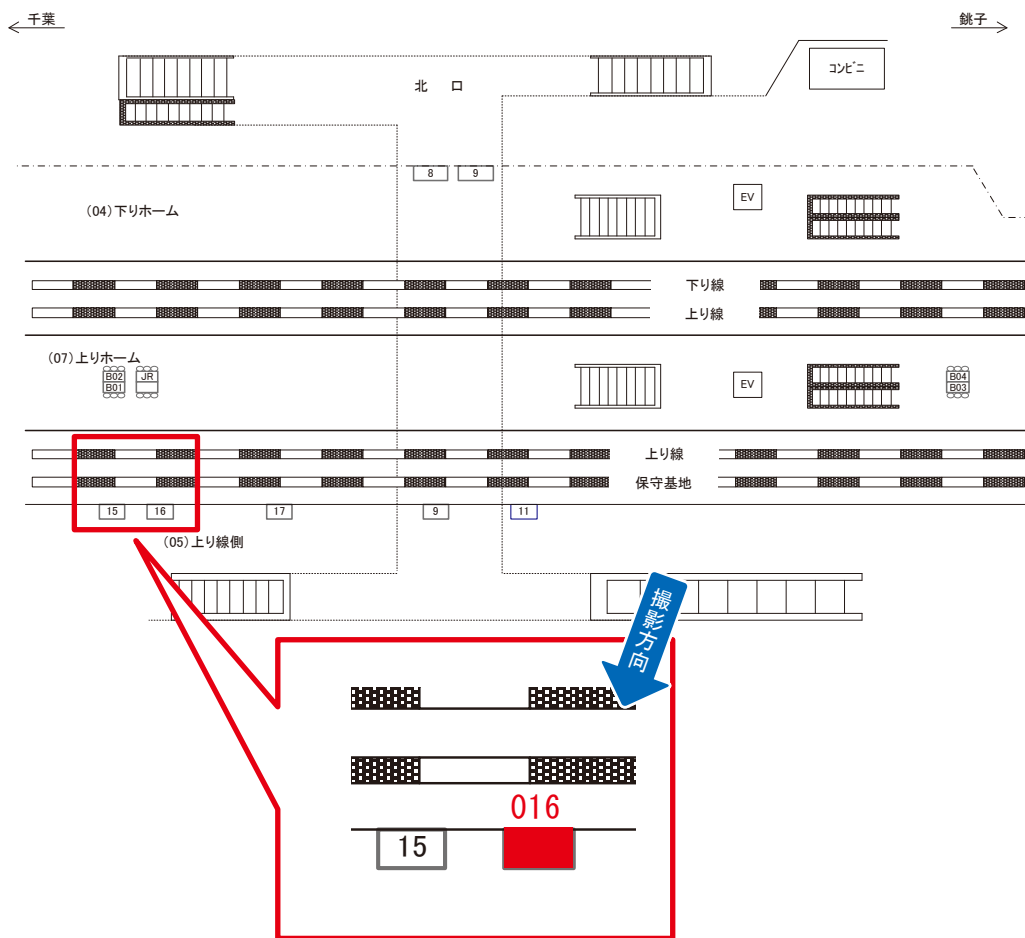 千葉
銚子
コンビニ
北 口
8
9
EV
(04)下りホーム
下り線
上り線
(07)上りホーム
B02
B01
JR
EV
B04
B03
上り線
保守基地
15
16
17
9
11
(05)上り線側
撮影方向
016
15